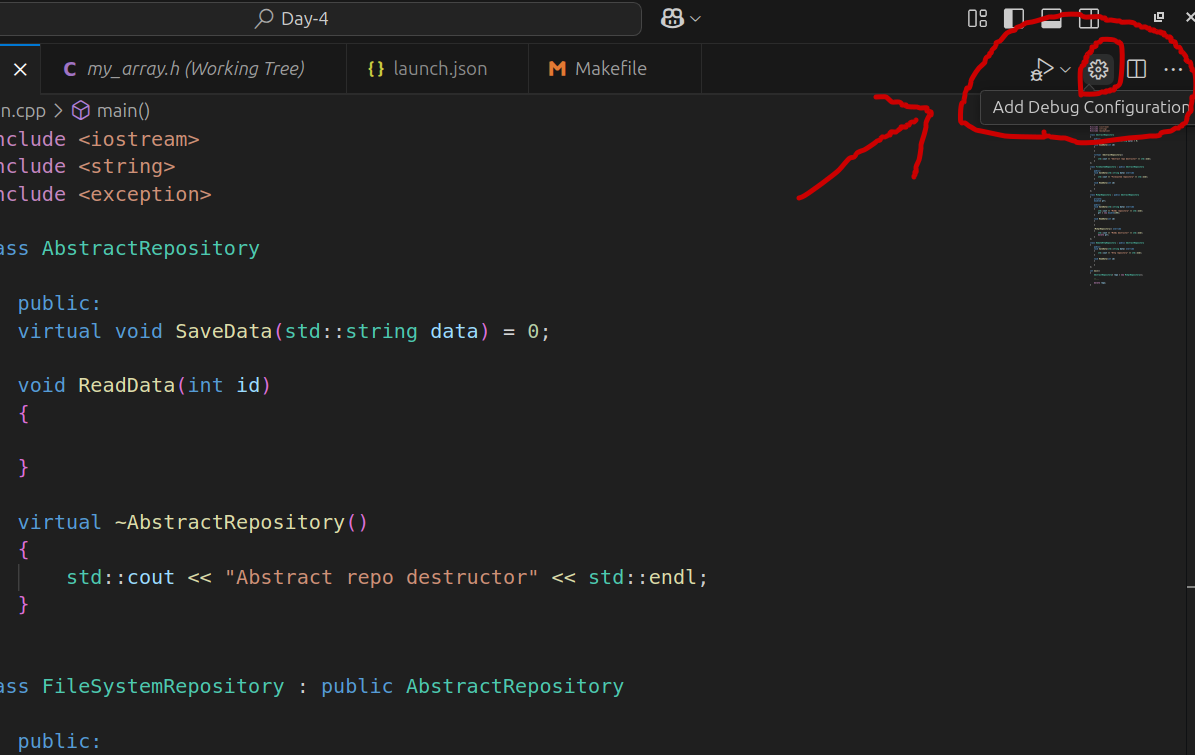 Day-4
C my_array.h (Working Tree)
{} launch.json
M Makefile
n.cpp > main()
Add Debug Configuration
nclude <iostream>
nclude <string>
nclude <exception>
ass AbstractRepository
public:
virtual void SaveData(std::string data) = 0;
void ReadData(int id)
{
}
virtual ~AbstractRepository()
{
std::cout << "Abstract repo destructor" << std::endl;
}
ass FileSystemRepository : public AbstractRepository
public: